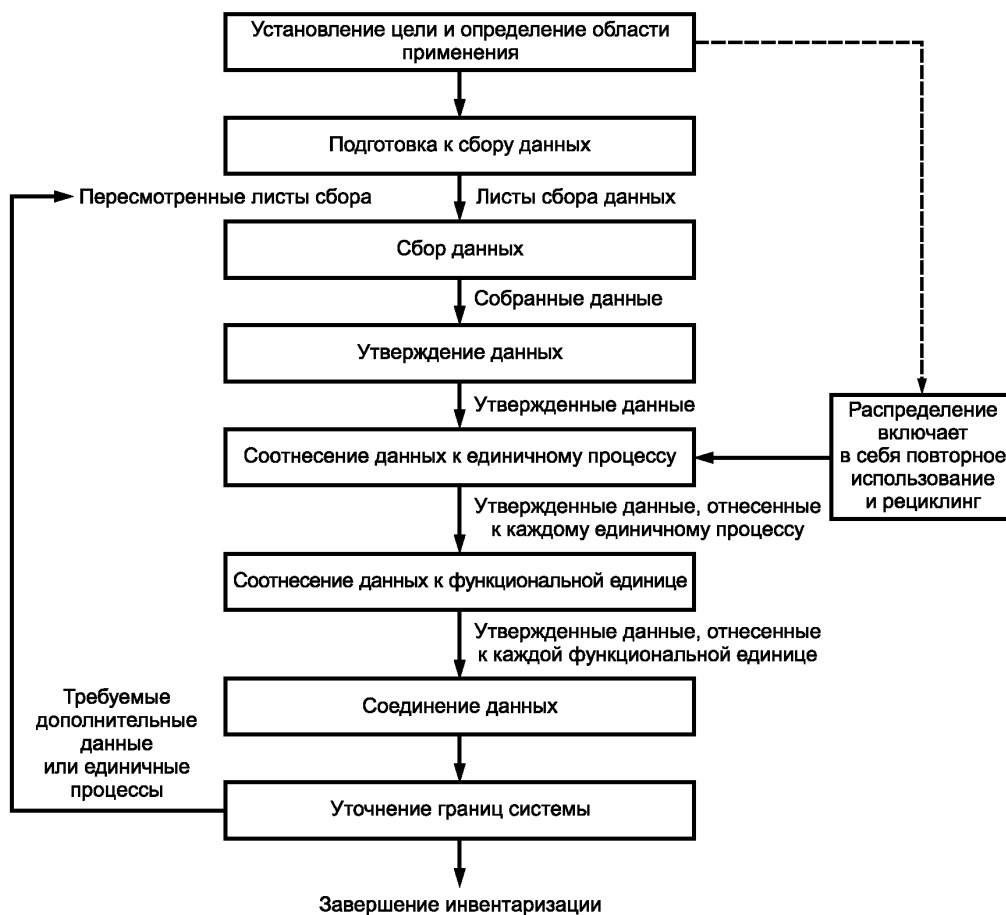 Установление цели и определение области
применения
Подготовка к сбору данных
Пересмотренные листы сбора
Листы сбора данных
Сбор данных
Собранные данные
Утверждение данных
Утвержденные данные
Распределение
включает
в себя повторное
использование
и рециклинг
Соотнесение данных к единичному процессу
Утвержденные данные, отнесенные
к каждому единичному процессу
Соотнесение данных к функциональной единице
Утвержденные данные, отнесенные
к каждой функциональной единице
Соединение данных
Требуемые
дополнительные
данные
или единичные
процессы
Уточнение границ системы
Завершение инвентаризации